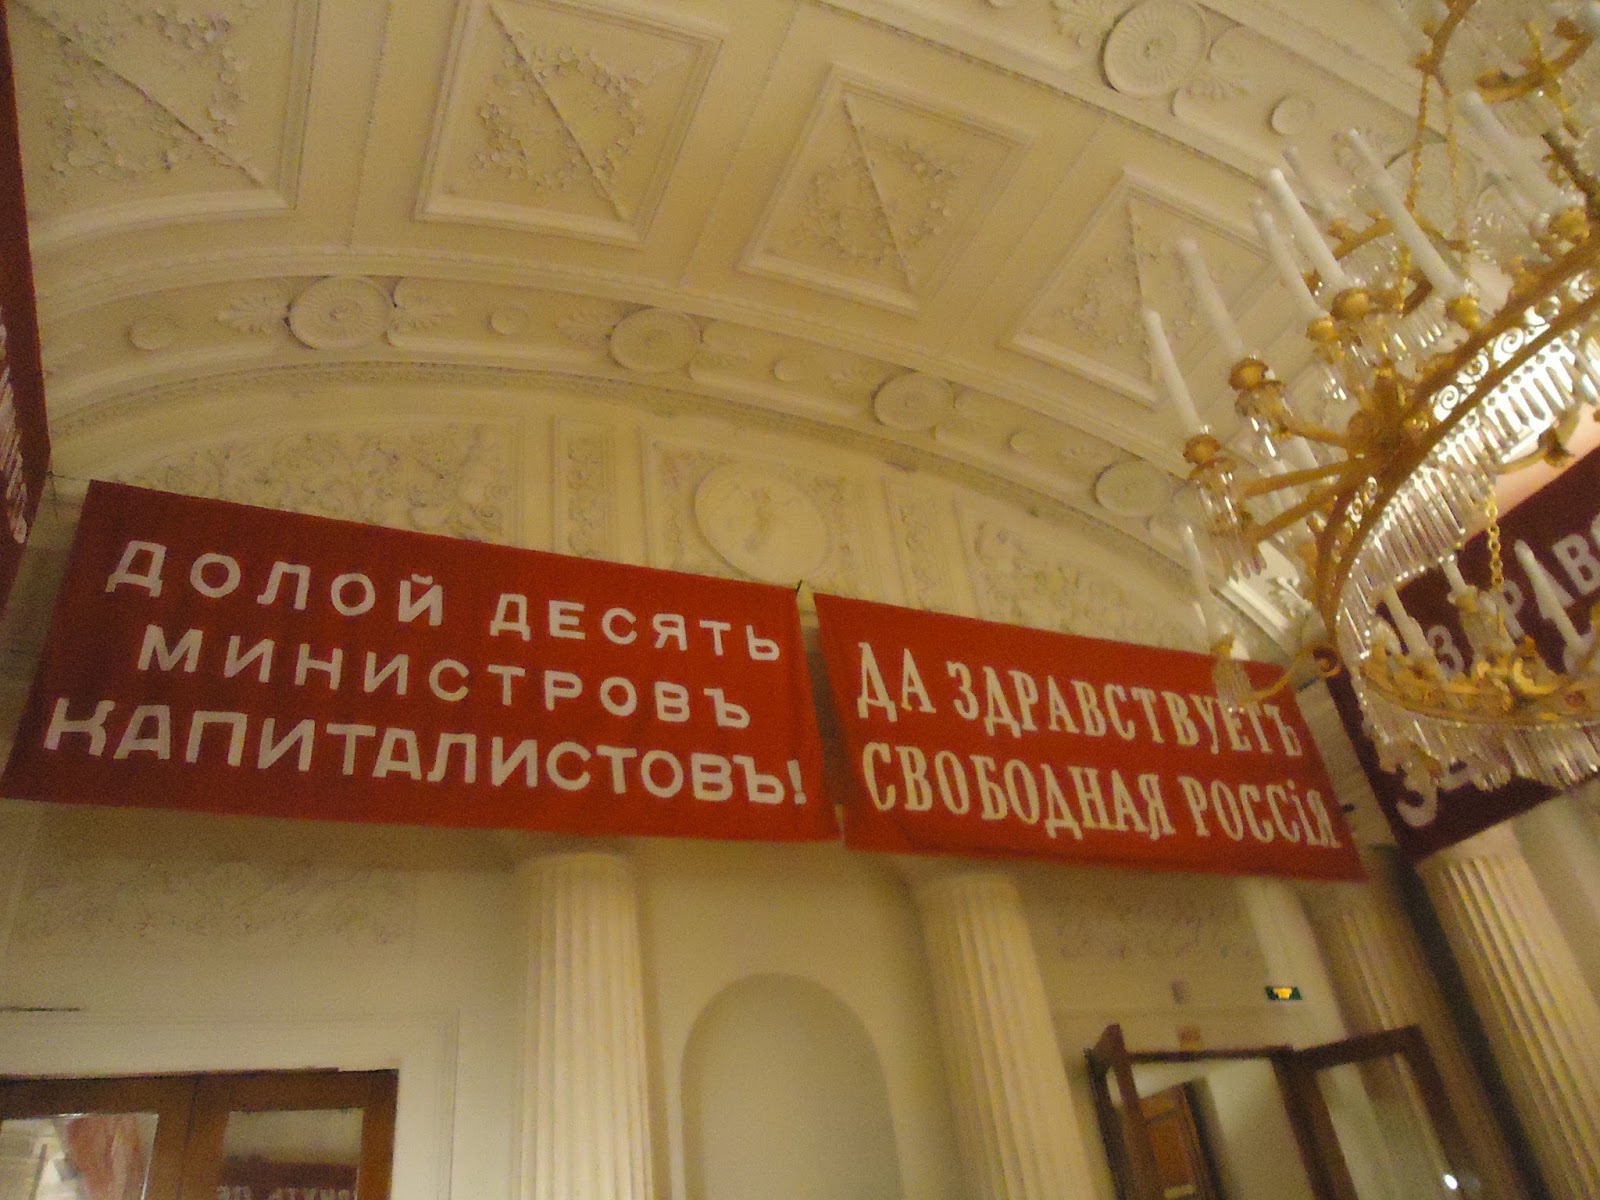 ДОЛОЙ ДЕСЯТЬ
МИНИСТРОВЪ
КАПИТАЛИСТОВЪ!
ДА ЗДРАВСТВУЕТЪ
СВОБОДНАЯ РОССІЯ